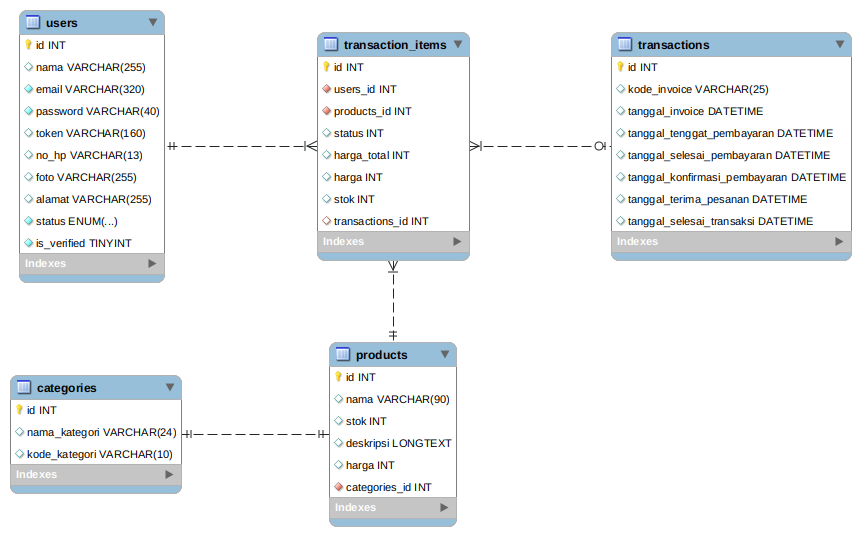 users
id INT
nama VARCHAR(255)
email VARCHAR(320)
password VARCHAR(40)
token VARCHAR(160)
no_hp VARCHAR(13)
foto VARCHAR(255)
alamat VARCHAR(255)
status ENUM(...)
is_verified TINYINT
Indexes
transaction_items
id INT
users_id INT
products_id INT
status INT
harga_total INT
harga INT
stok INT
transactions_id INT
Indexes
transactions
id INT
kode_invoice VARCHAR(25)
tanggal_invoice DATETIME
tanggal_tenggat_pembayaran DATETIME
tanggal_selesai_pembayaran DATETIME
tanggal_konfirmasi_pembayaran DATETIME
tanggal_terima_pesanan DATETIME
tanggal_selesai_transaksi DATETIME
Indexes
categories
id INT
nama_kategori VARCHAR(24)
kode_kategori VARCHAR(10)
Indexes
products
id INT
nama VARCHAR(90)
stok INT
deskripsi LONGTEXT
harga INT
categories_id INT
Indexes